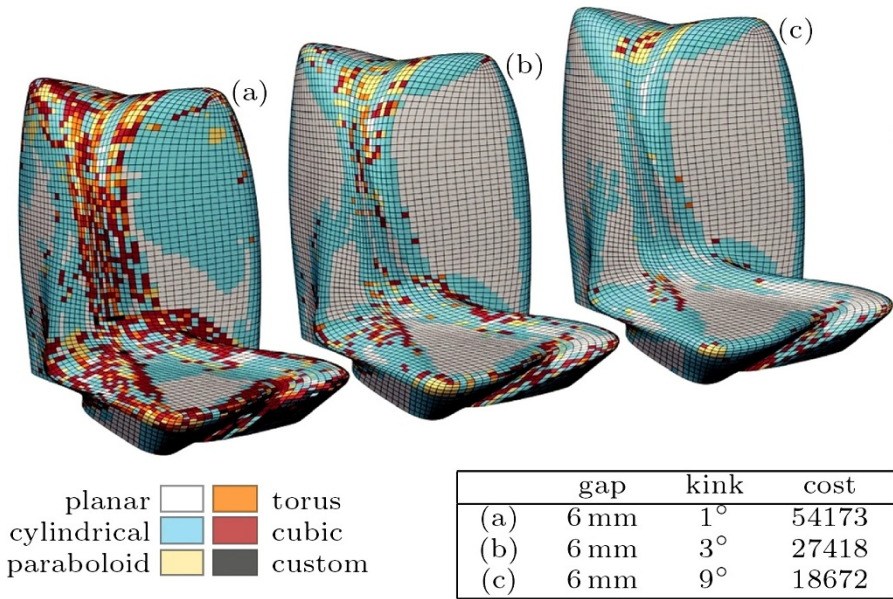 (a)
(b)
(c)
planar torus
cylindrical cubic
paraboloid custom
gap kink cost
(a) 6 mm 1° 54173
(b) 6 mm 3° 27418
(c) 6 mm 9° 18672